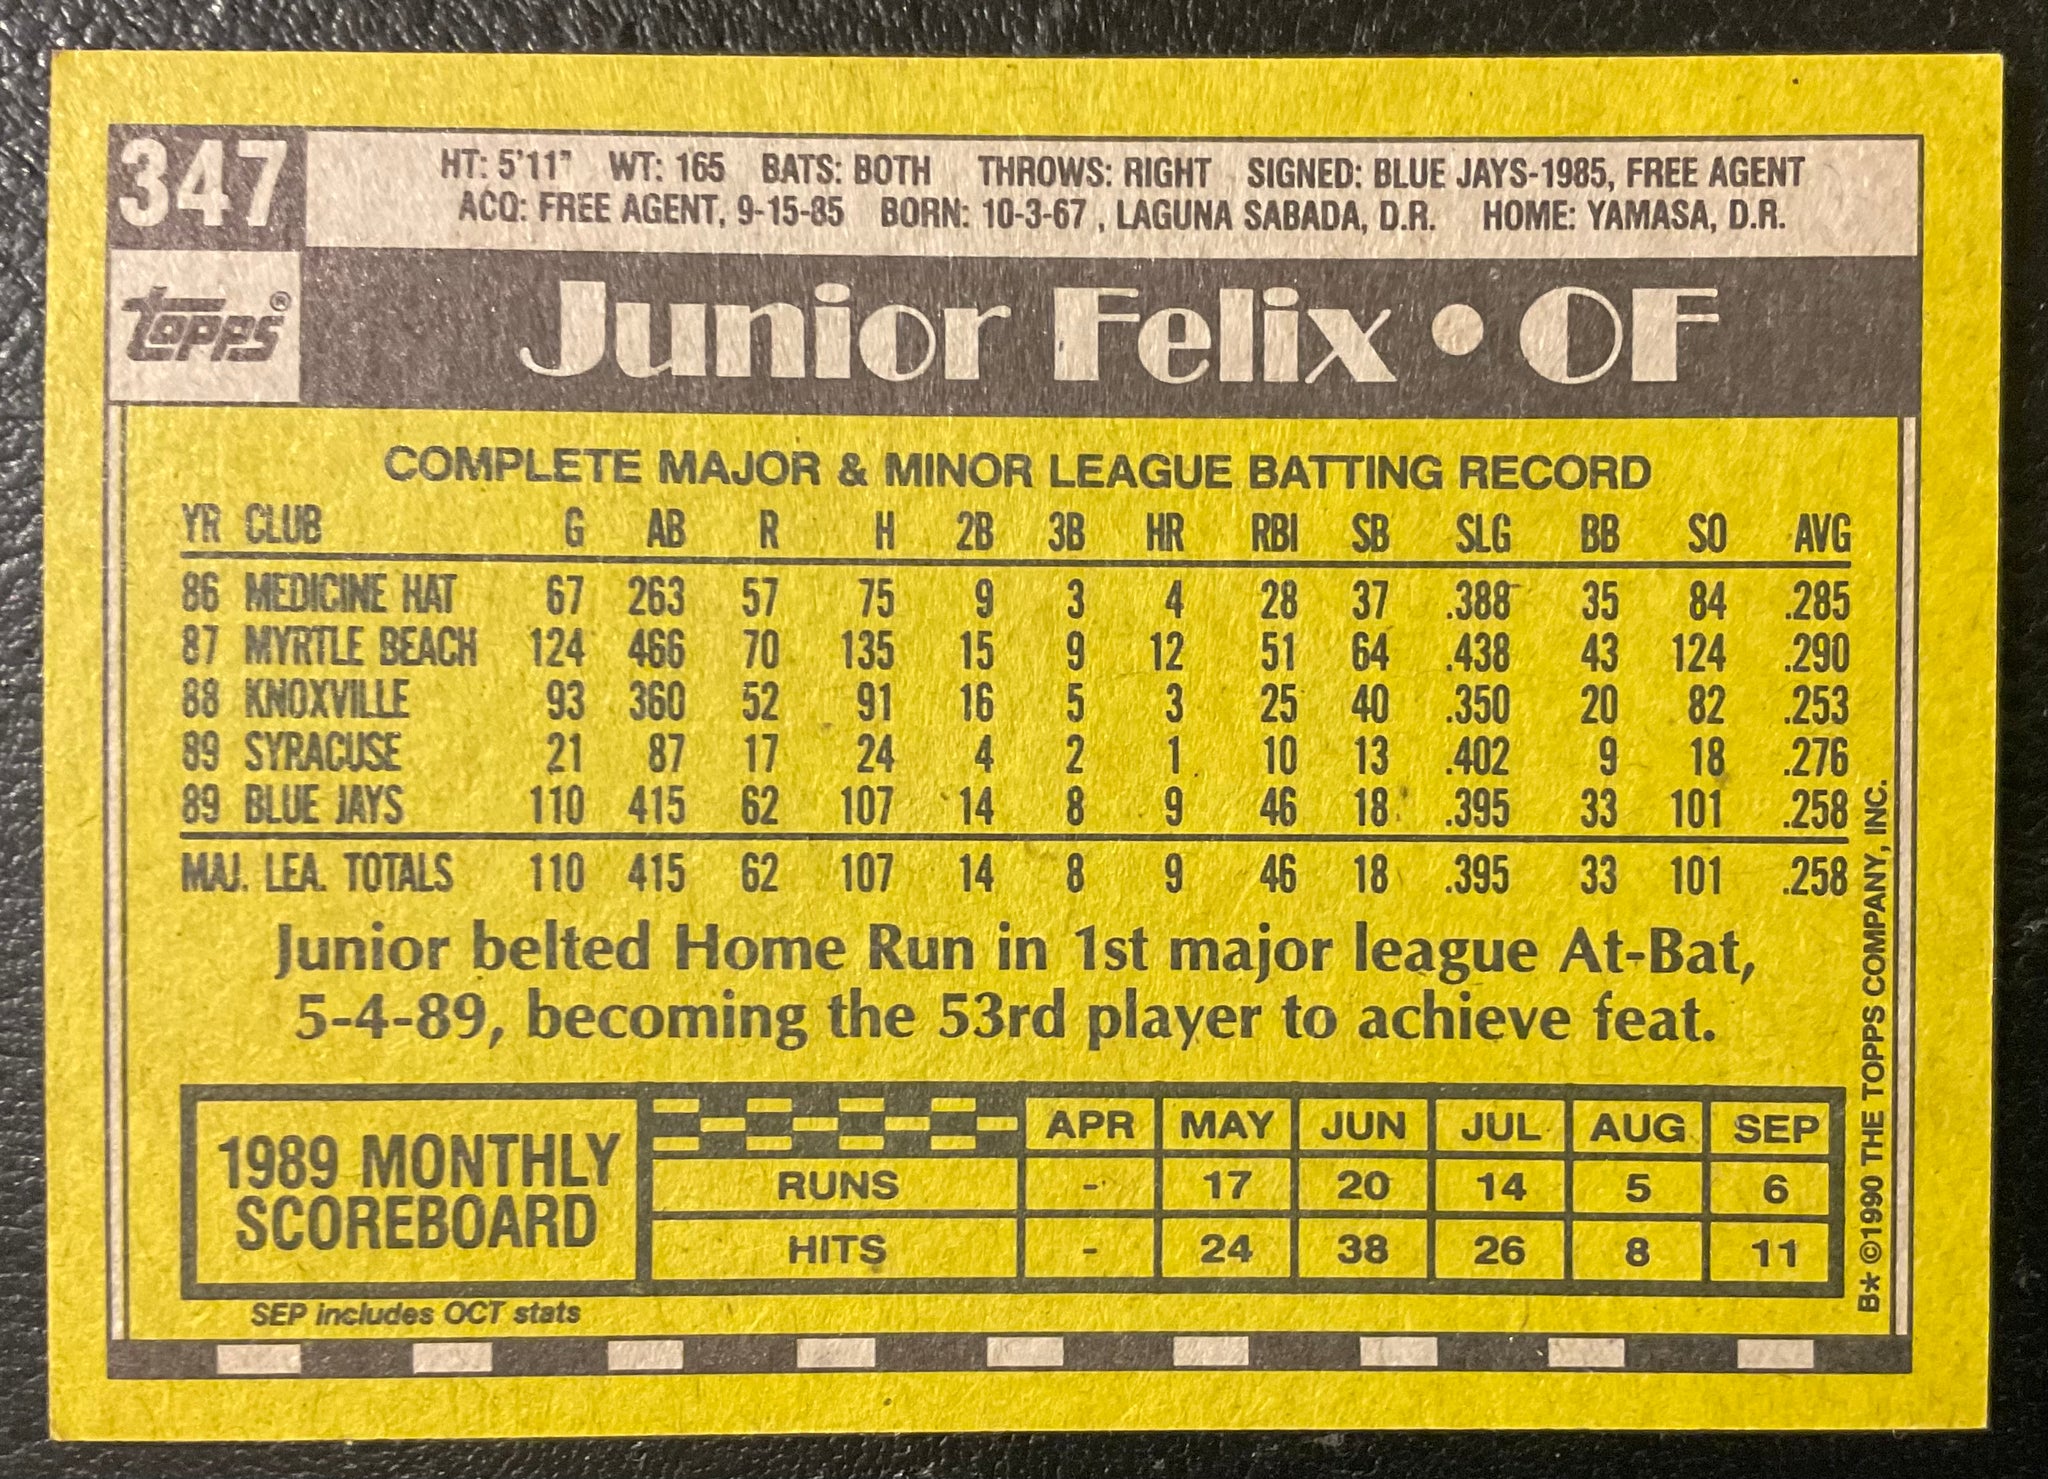 347
HT: 5'11" WT: 165 BATS: BOTH THROWS: RIGHT SIGNED: BLUE JAYS-1985, FREE AGENT
ACQ: FREE AGENT, 9-15-85 BORN: 10-3-67 , LAGUNA SABADA, D.R. HOME: YAMASA, D.R.
TOPPS®
Junior Felix • OF
COMPLETE MAJOR & MINOR LEAGUE BATTING RECORD
YR CLUB G AB R H 2B 3B HR RBI SB SLG BB SO AVG
86 MEDICINE HAT 67 263 57 75 9 3 4 28 37 .388 35 84 .285
87 MYRTLE BEACH 124 466 70 135 15 9 12 51 64 .438 43 124 .290
88 KNOXVILLE 93 360 52 91 16 5 3 25 40 .350 20 82 .253
89 SYRACUSE 21 87 17 24 4 2 1 10 13 .402 9 18 .276
89 BLUE JAYS 110 415 62 107 14 8 9 46 18 .395 33 101 .258
MAJ. LEA. TOTALS 110 415 62 107 14 8 9 46 18 .395 33 101 .258
Junior belted Home Run in 1st major league At-Bat,
5-4-89, becoming the 53rd player to achieve feat.
1989 MONTHLY
SCOREBOARD
APR MAY JUN JUL AUG SEP
RUNS - 17 20 14 5 6
HITS - 24 38 26 8 11
SEP includes OCT stats
B* ©1990 THE TOPPS COMPANY, INC.